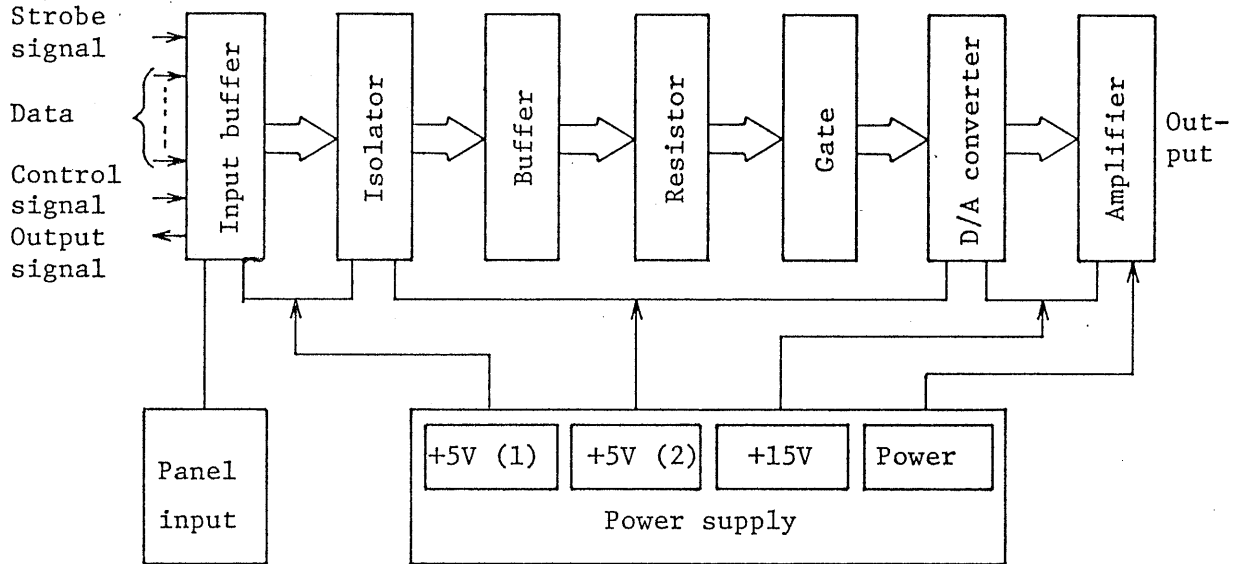 Strobe
signal
Data
Control
signal
Output
signal
Input buffer
Isolator
Buffer
Resistor
Gate
D/A converter
Amplifier
Out-
put
Panel
input
+5V (1)
+5V (2)
+15V
Power
Power supply